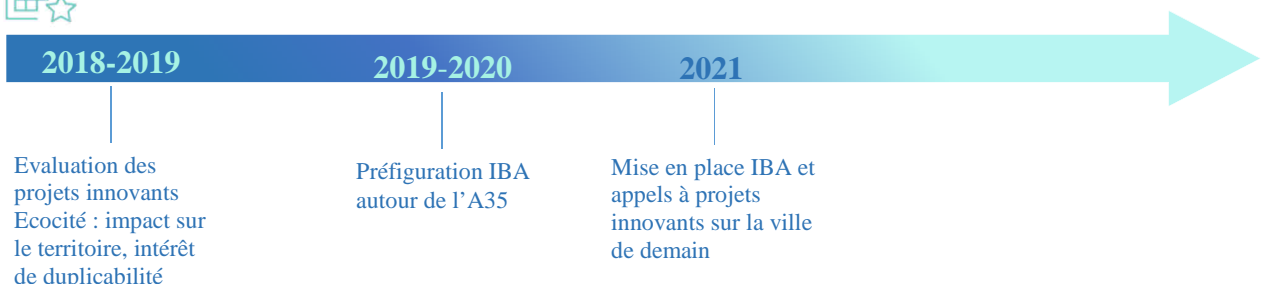 2018-2019
2019-2020
2021
Evaluation des
projets innovants
Ecocité : impact sur
le territoire, intérêt
de duplicabilité
Préfiguration IBA
autour de l'A35
Mise en place IBA et
appels à projets
innovants sur la ville
de demain